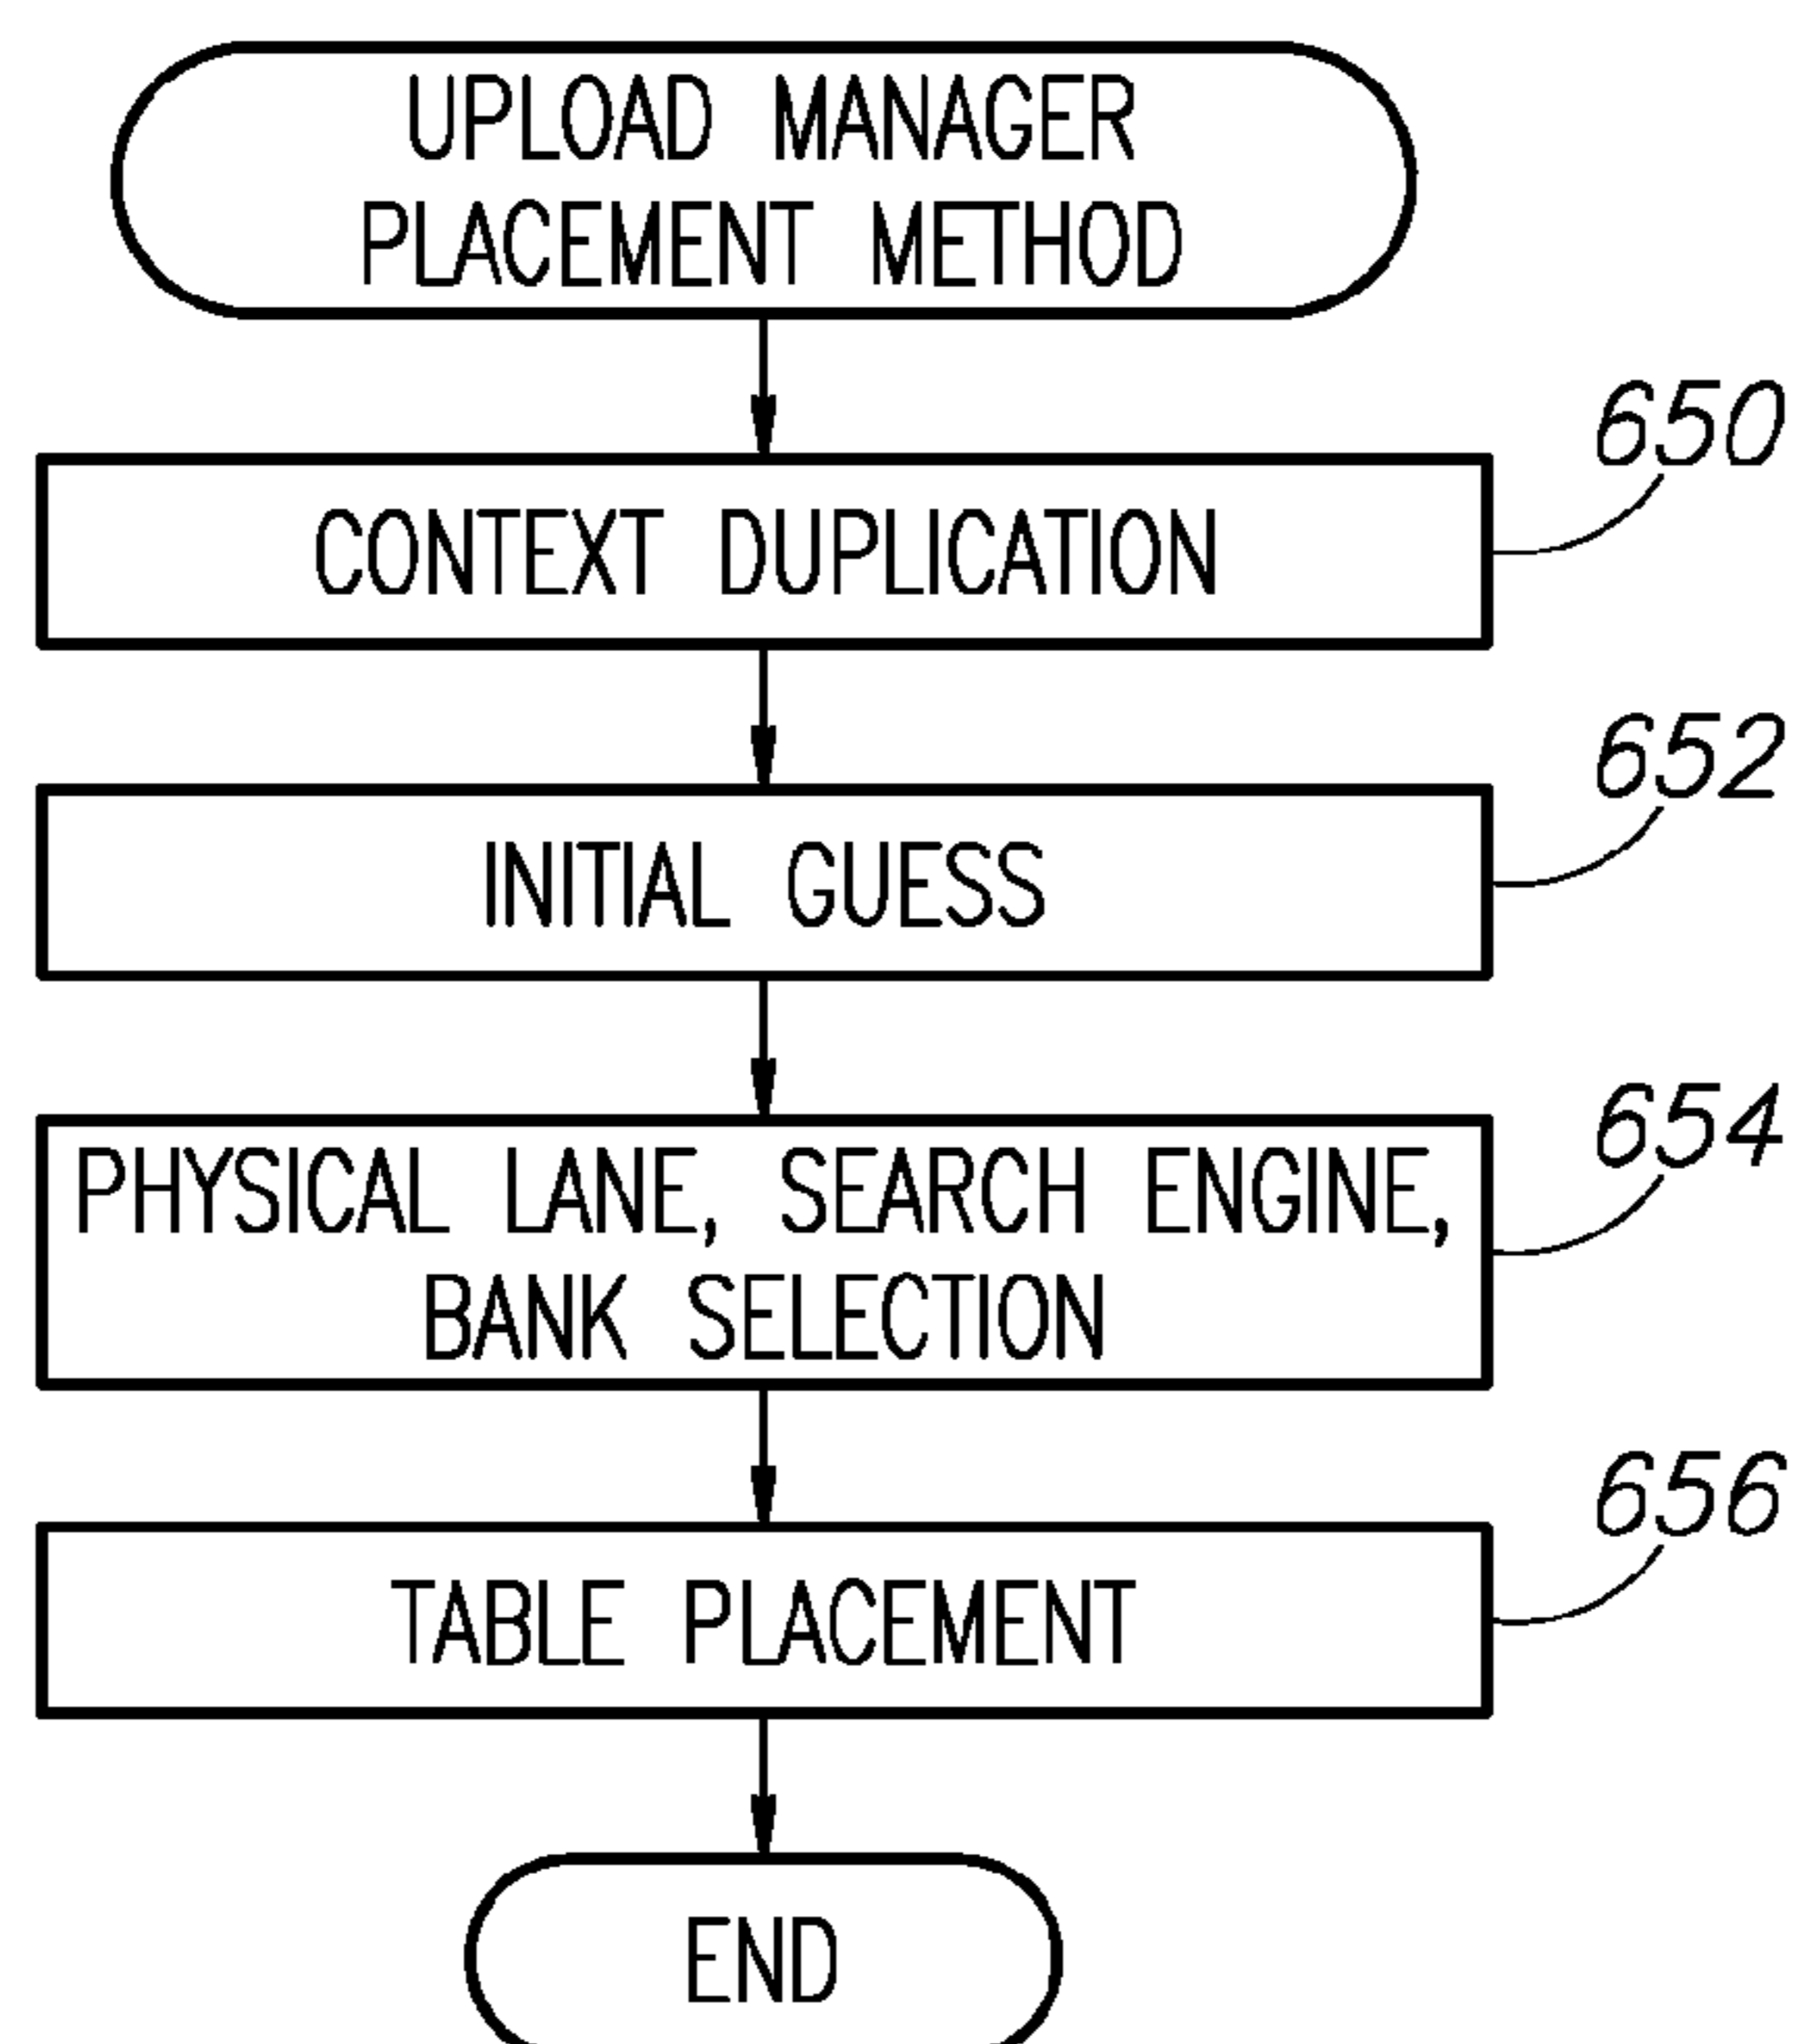 UPLOAD MANAGER
PLACEMENT METHOD
650
CONTEXT DUPLICATION
652
INITIAL GUESS
654
PHYSICAL LANE, SEARCH ENGINE,
BANK SELECTION
656
TABLE PLACEMENT
END